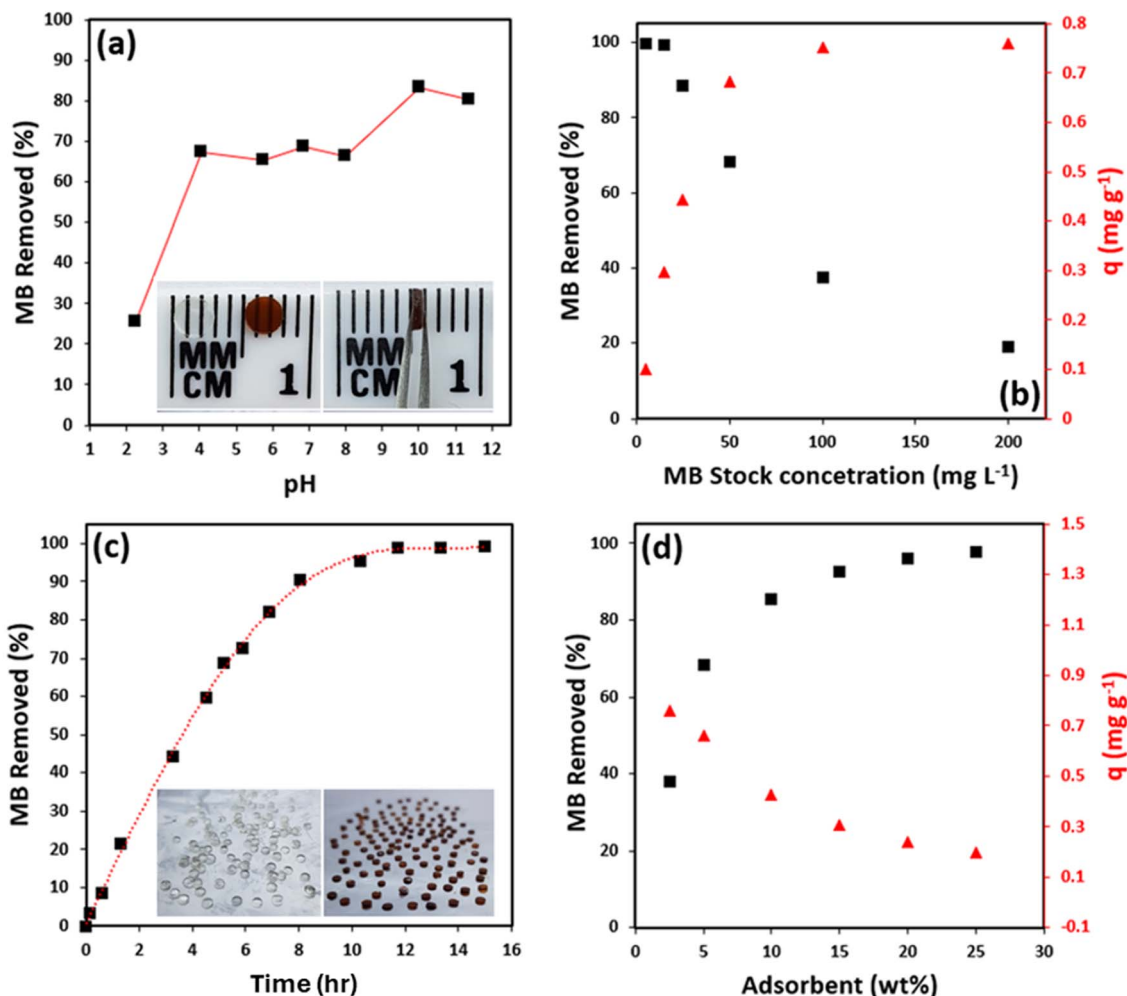 (a)
MB Removed (%)
100
90
80
70
60
50
40
30
20
10
0
1 2 3 4 5 6 7 8 9 10 11 12
pH
MM
CM 1
MM
CM 1
(b)
MB Removed (%)
100
80
60
40
20
0
0 50 100 150 200
MB Stock concetration (mg L⁻¹)
0.8
0.7
0.6
0.5
0.4
0.3
0.2
0.1
0
q (mg g⁻¹)
(c)
MB Removed (%)
100
90
80
70
60
50
40
30
20
10
0
0 2 4 6 8 10 12 14 16
Time (hr)
(d)
MB Removed (%)
100
80
60
40
20
0
0 5 10 15 20 25 30
Adsorbent (wt%)
1.5
1.3
1.1
0.9
0.7
0.5
0.3
0.1
-0.1
q (mg g⁻¹)